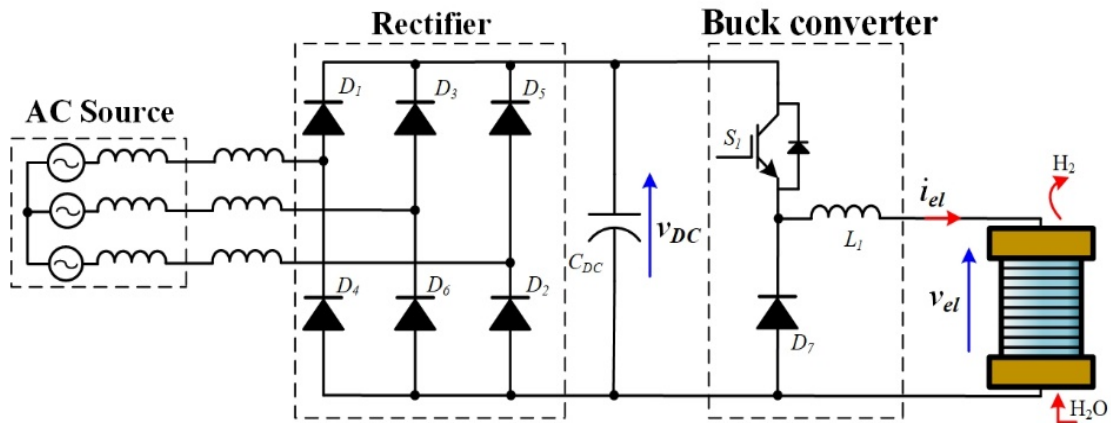 Rectifier
Buck converter
AC Source
D1
D3
D5
S1
H2
iel
vDC
L1
CDC
vel
D4
D6
D2
D7
H2O